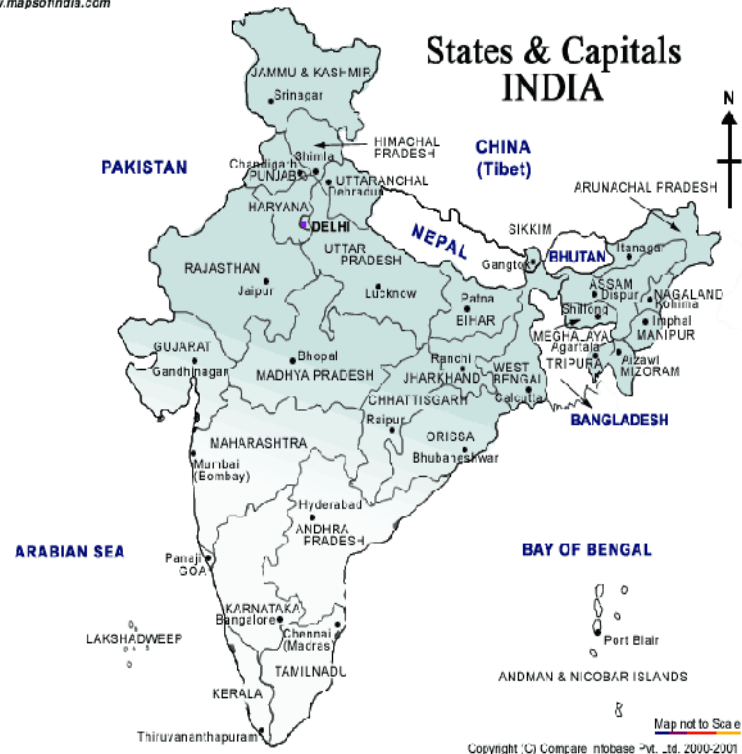 w.mapsofindia.com
States & Capitals
INDIA
N
JAMMU & KASHMIR
Srinagar
HIMACHAL
PRADESH
CHINA
(Tibet)
PAKISTAN
Chandigarh
Shimla
PUNJAB
UTTARANCHAL
Dehradun
ARUNACHAL PRADESH
HARYANA
DELHI
NEPAL
SIKKIM
BHUTAN
Itanagar
UTTAR
PRADESH
Gangtok
RAJASTHAN
Jaipur
Lucknow
Patna
EIHAR
ASSAM
Dispur
NAGALAND
Kohima
Shillong
Imphal
MANIPUR
MEGHALAYA
Agartala
TRIPURA
Aizawl
MIZORAM
GUJARAT
Gandhinagar
Bhopal
MADHYA PRADESH
Ranchi
JHARKHAND
WEST
BENGAL
Calcutta
CHHATTISGARH
Raipur
BANGLADESH
MAHARASHTRA
ORISSA
Bhubaneshwar
Mumbai
(Bombay)
Hyderabad
ANDHRA
PRADESH
ARABIAN SEA
BAY OF BENGAL
Panaji
GOA
KARNATAKA
Bangalore
Chennai
(Madras)
LAKSHADWEEP
Port Blair
TAMILNADU
ANDMAN & NICOBAR ISLANDS
KERALA
Thiruvananthapuram
Map not to Scale
Copyright (C) Compare Infobase Pvt. Ltd. 2000-2001